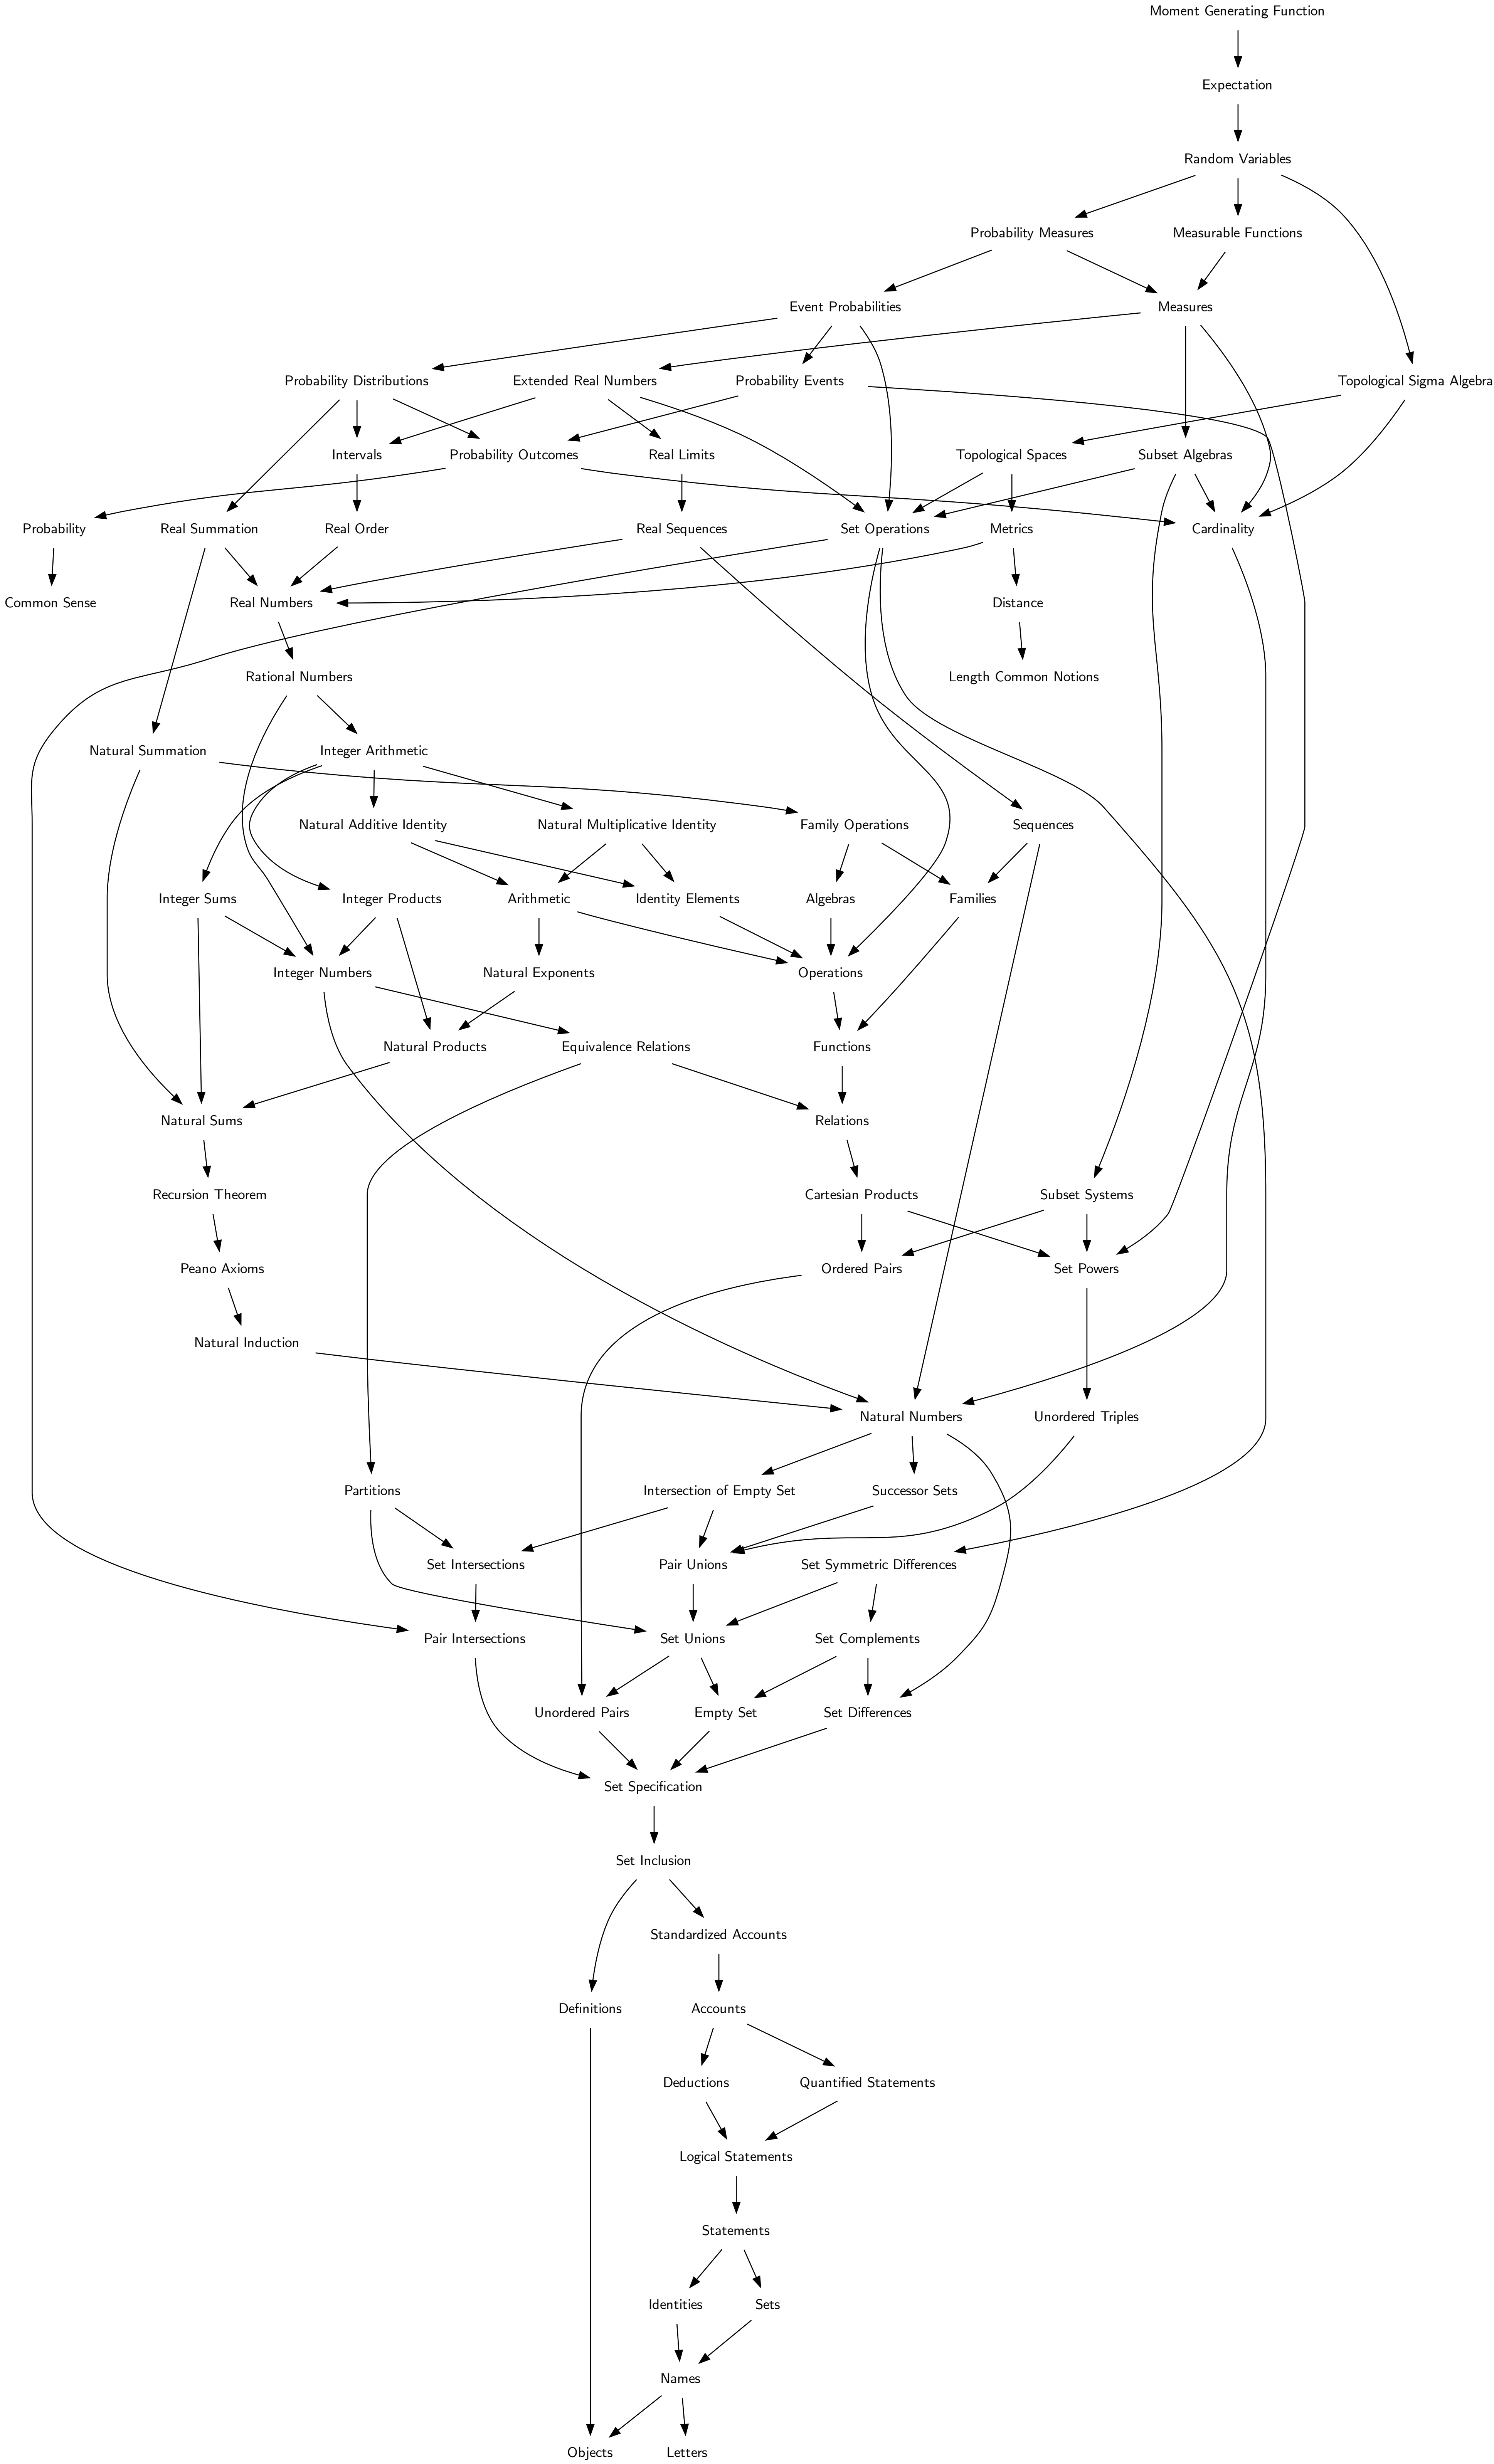 Moment Generating Function
Expectation
Random Variables
Probability Measures
Measurable Functions
Event Probabilities
Measures
Probability Distributions
Extended Real Numbers
Probability Events
Topological Sigma Algebra
Intervals
Probability Outcomes
Real Limits
Topological Spaces
Subset Algebras
Probability
Real Summation
Real Order
Real Sequences
Set Operations
Metrics
Cardinality
Common Sense
Real Numbers
Distance
Rational Numbers
Length Common Notions
Natural Summation
Integer Arithmetic
Natural Additive Identity
Natural Multiplicative Identity
Family Operations
Sequences
Integer Sums
Integer Products
Arithmetic
Identity Elements
Algebras
Families
Integer Numbers
Natural Exponents
Operations
Natural Products
Equivalence Relations
Functions
Natural Sums
Relations
Recursion Theorem
Cartesian Products
Subset Systems
Peano Axioms
Ordered Pairs
Set Powers
Natural Induction
Natural Numbers
Unordered Triples
Partitions
Intersection of Empty Set
Successor Sets
Set Intersections
Pair Unions
Set Symmetric Differences
Pair Intersections
Set Unions
Set Complements
Unordered Pairs
Empty Set
Set Differences
Set Specification
Set Inclusion
Standardized Accounts
Definitions
Accounts
Deductions
Quantified Statements
Logical Statements
Statements
Identities
Sets
Names
Objects
Letters